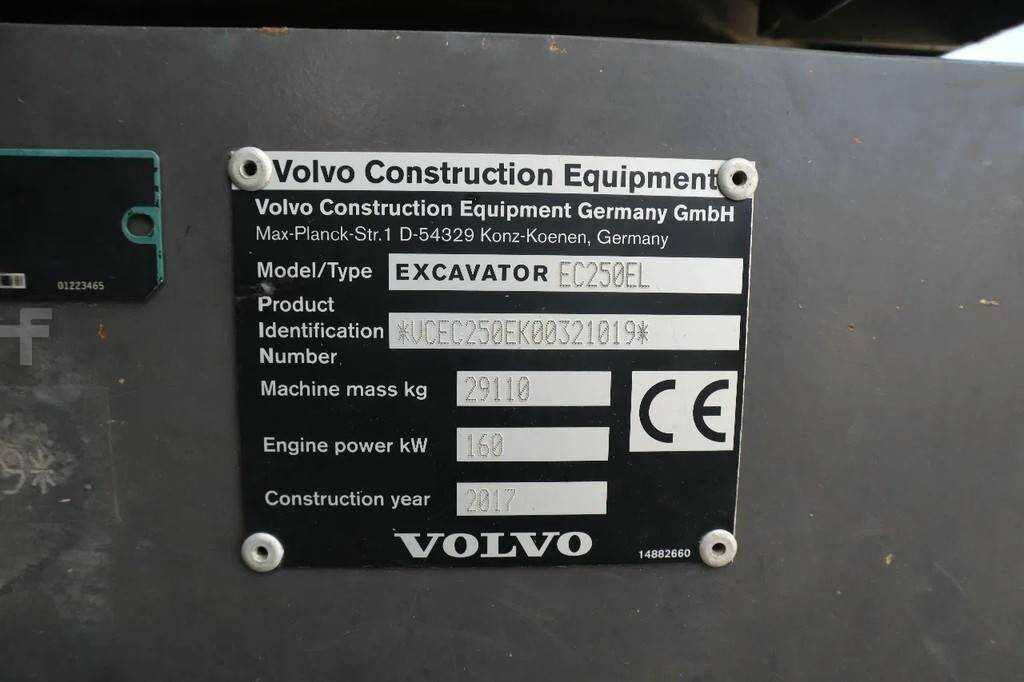 Volvo Construction Equipment
Volvo Construction Equipment Germany GmbH
Max-Planck-Str.1 D-54329 Konz-Koenen, Germany
Model/Type EXCAVATOR EC250EL
Product
Identification *VCEC250EK00321019*
Number
Machine mass kg 29110
CE
Engine power kW 160
Construction year 2017
VOLVO
14882660
01223465
9*